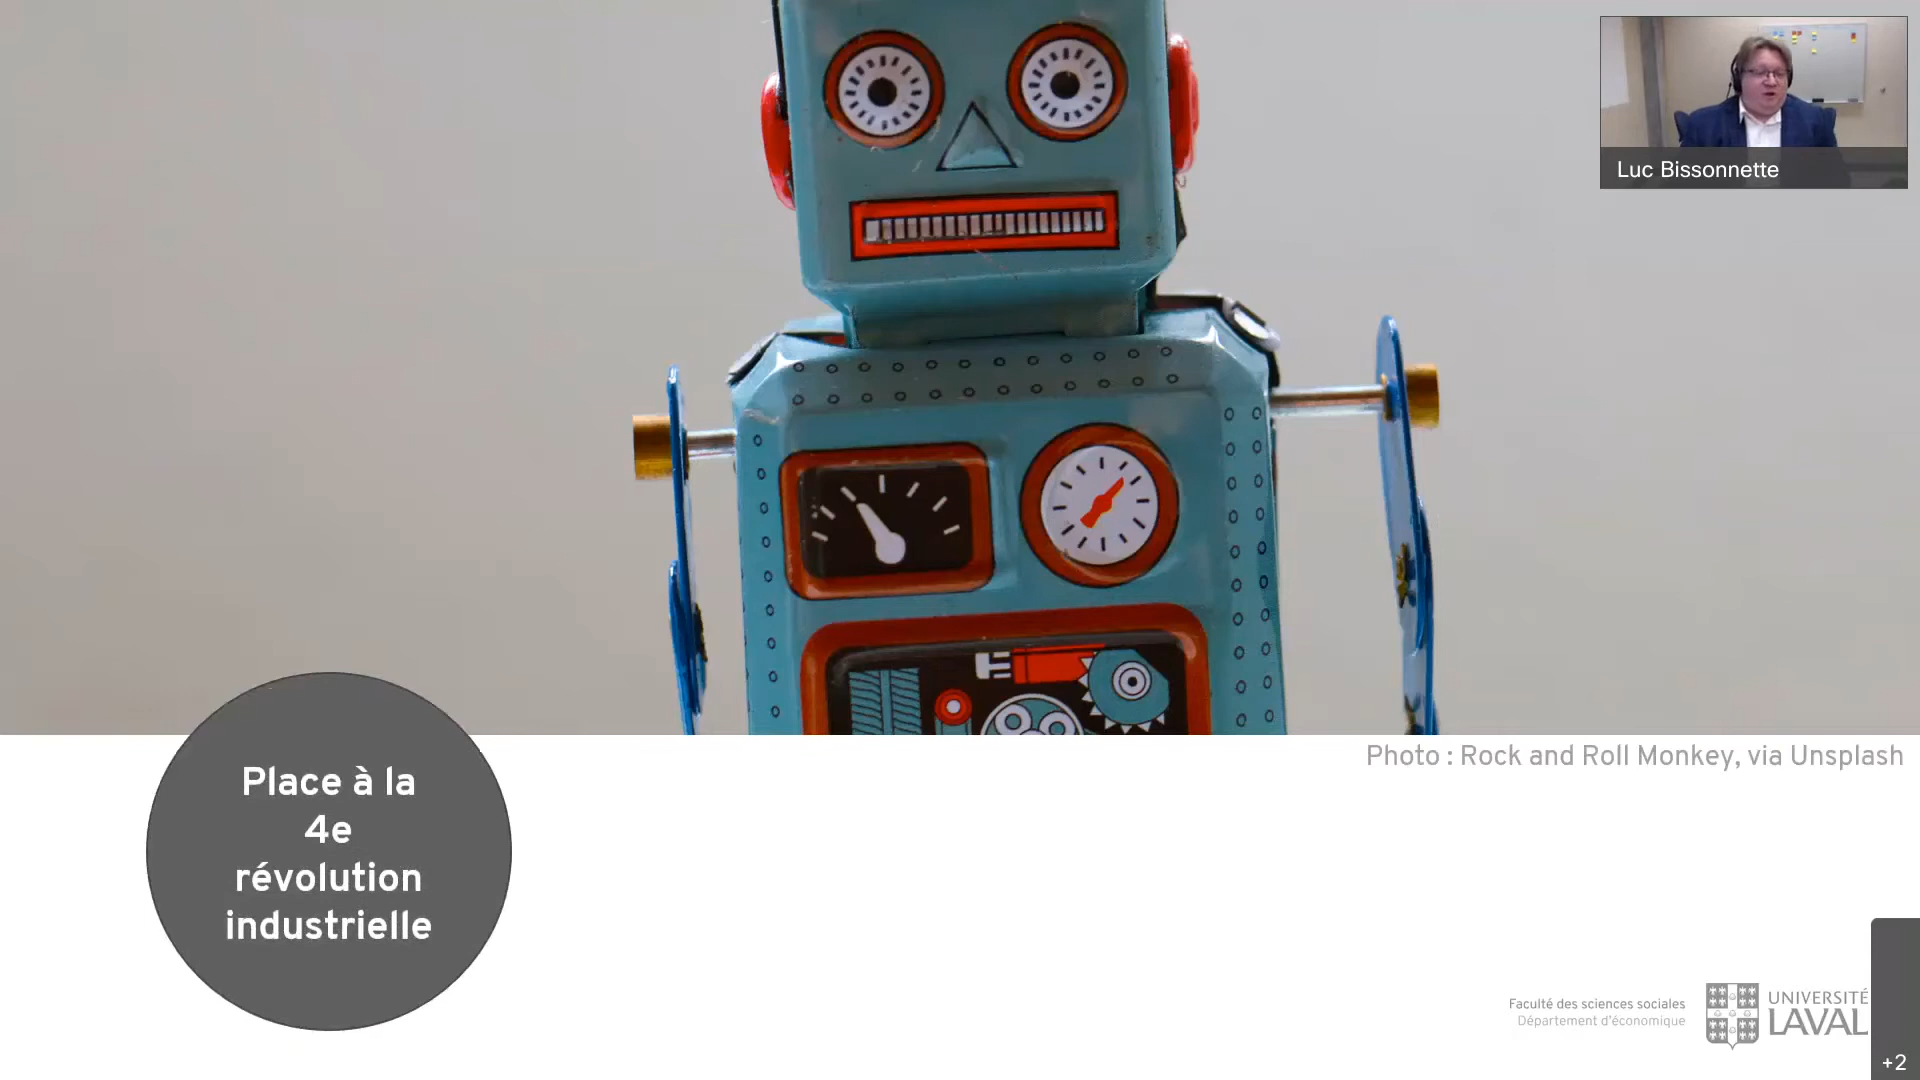 Luc Bissonnette
Photo : Rock and Roll Monkey, via Unsplash
Place à la
4e
révolution
industrielle
Faculté des sciences sociales
Département d'économique
UNIVERSITÉ
LAVAL
+2